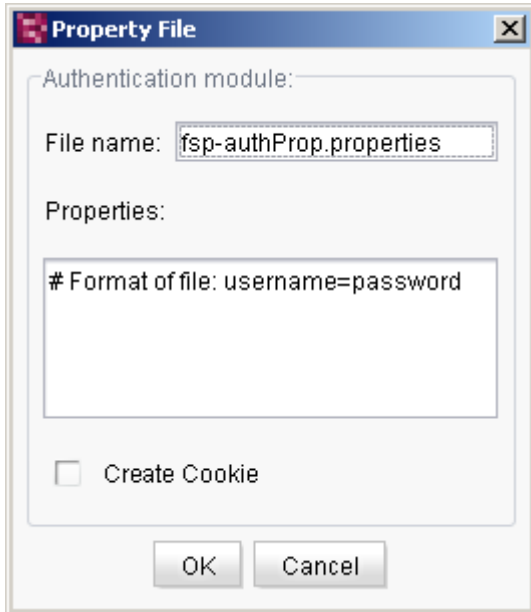 Property File
Authentication module:
File name: fsp-authProp.properties
Properties:
# Format of file: username=password
Create Cookie
OK Cancel